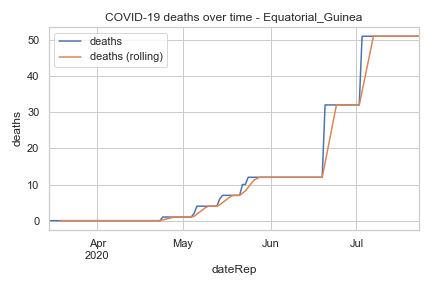 COVID-19 deaths over time - Equatorial_Guinea
deaths
deaths (rolling)
deaths
50
40
30
20
10
0
Apr
2020
May
Jun
Jul
dateRep